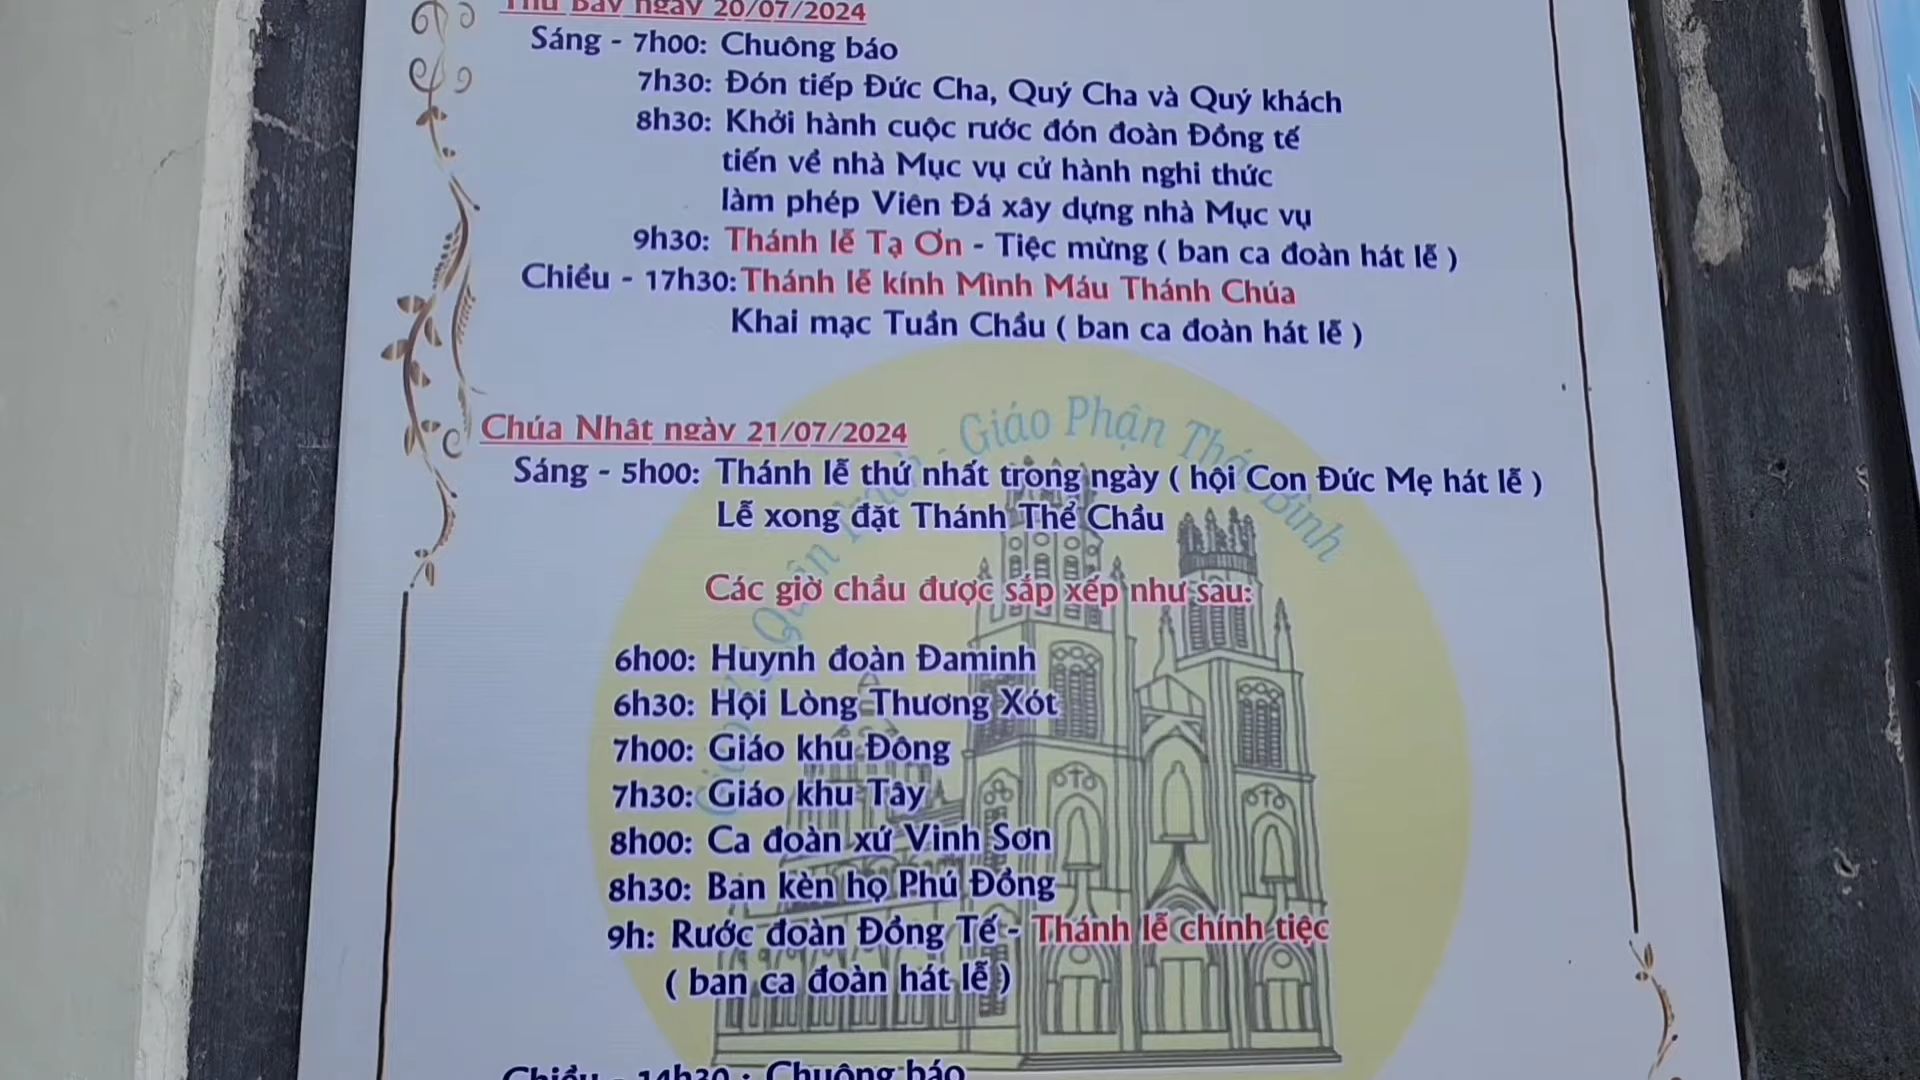 Thứ Bảy ngày 20/07/2024
Sáng - 7h00: Chuông báo
7h30: Đón tiếp Đức Cha, Quý Cha và Quý khách
8h30: Khởi hành cuộc rước đón đoàn Đồng tế
tiến về nhà Mục vụ cử hành nghi thức
làm phép Viên Đá xây dựng nhà Mục vụ
9h30: Thánh lễ Tạ Ơn - Tiệc mừng ( ban ca đoàn hát lễ )
Chiều - 17h30: Thánh lễ kính Mình Máu Thánh Chúa
Khai mạc Tuần Chầu ( ban ca đoàn hát lễ )
Giáo Phận Thái Bình
Chúa Nhật ngày 21/07/2024
Sáng - 5h00: Thánh lễ thứ nhất trong ngày ( hội Con Đức Mẹ hát lễ )
Lễ xong đặt Thánh Thể Chầu
Các giờ chầu được sắp xếp như sau:
6h00: Huynh đoàn Đaminh
6h30: Hội Lòng Thương Xót
7h00: Giáo khu Đông
7h30: Giáo khu Tây
8h00: Ca đoàn xứ Vinh Sơn
8h30: Ban kèn họ Phú Đồng
9h: Rước đoàn Đồng Tế - Thánh lễ chính tiệc
( ban ca đoàn hát lễ )
Chiều - 14h30 : Chuông báo